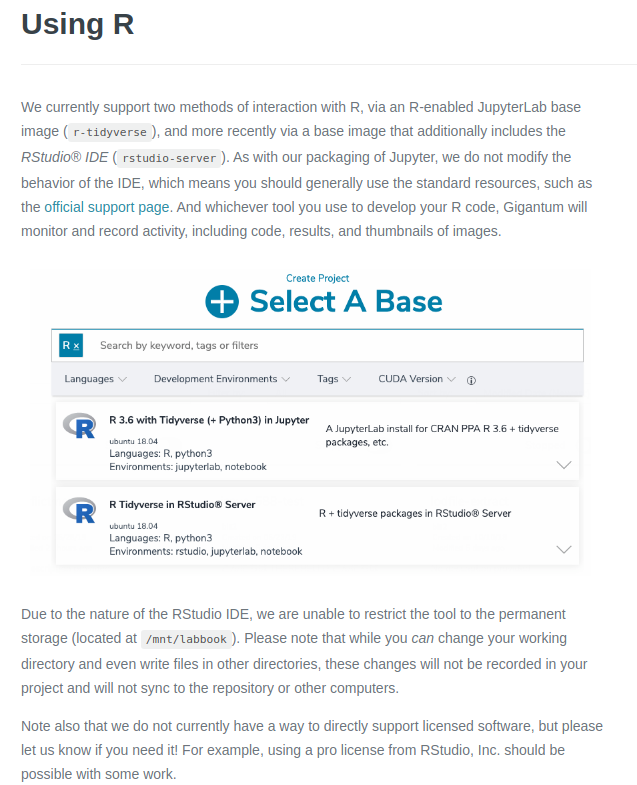 Using R
We currently support two methods of interaction with R, via an R-enabled JupyterLab base
image ( r-tidyverse ), and more recently via a base image that additionally includes the
RStudio® IDE ( rstudio-server ). As with our packaging of Jupyter, we do not modify the
behavior of the IDE, which means you should generally use the standard resources, such as
the official support page. And whichever tool you use to develop your R code, Gigantum will
monitor and record activity, including code, results, and thumbnails of images.
Create Project
Select A Base
R x Search by keyword, tags or filters
Languages Development Environments Tags CUDA Version
R 3.6 with Tidyverse (+ Python3) in Jupyter
ubuntu 18.04
Languages: R, python3
Environments: jupyterlab, notebook
A JupyterLab install for CRAN PPA R 3.6 + tidyverse
packages, etc.
R Tidyverse in RStudio® Server
ubuntu 18.04
Languages: R, python3
Environments: rstudio, jupyterlab, notebook
R + tidyverse packages in RStudio® Server
Due to the nature of the RStudio IDE, we are unable to restrict the tool to the permanent
storage (located at /mnt/labbook ). Please note that while you can change your working
directory and even write files in other directories, these changes will not be recorded in your
project and will not sync to the repository or other computers.
Note also that we do not currently have a way to directly support licensed software, but please
let us know if you need it! For example, using a pro license from RStudio, Inc. should be
possible with some work.